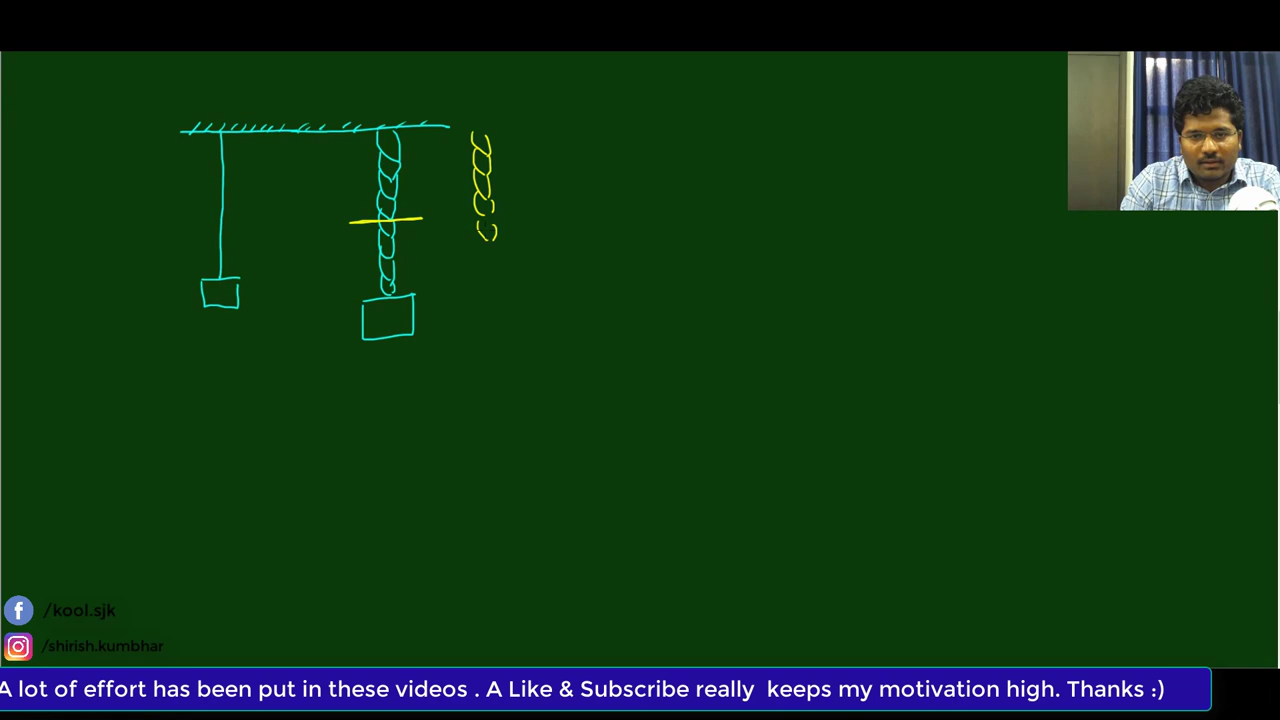 /kool.sjk
/shirish.kumbhar
A lot of effort has been put in these videos . A Like & Subscribe really keeps my motivation high. Thanks :)